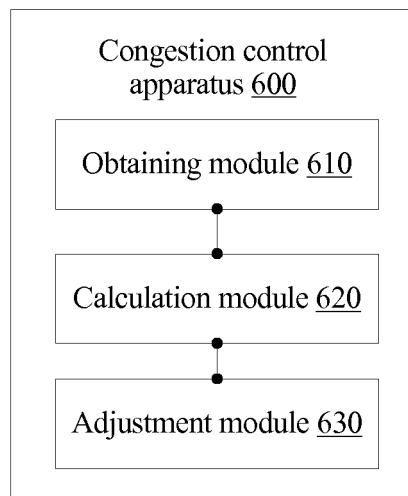 Congestion control
apparatus 600
Obtaining module 610
Calculation module 620
Adjustment module 630